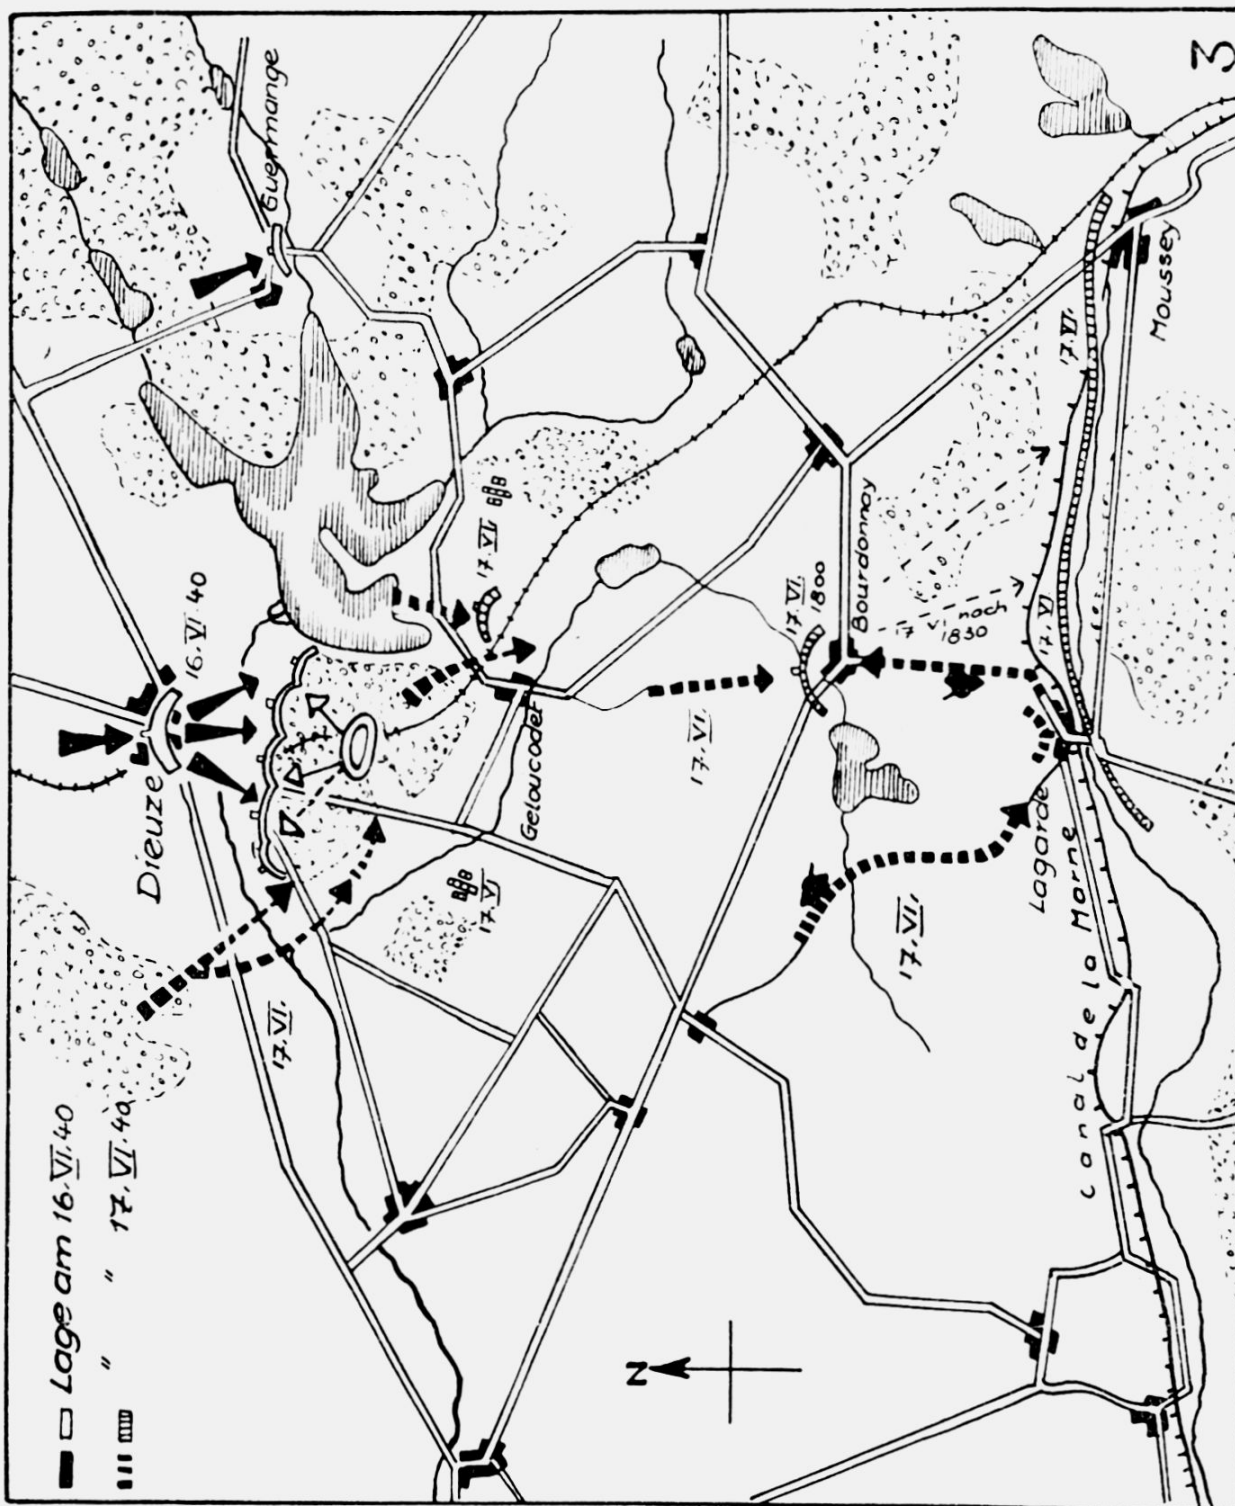 Lage am 16.VI.40
" " 17.VI.40
Dieuze
16.VI.40
Guermange
17.VI.
17.VI.
17.VI.
Geloucodet
17.VI.
17.VI.
1800
Bourdonnay
17 VI noch
1830
17.VI.
Lagarde
17.VI.
17.VI.
Moussey
canal de la Marne
N
3